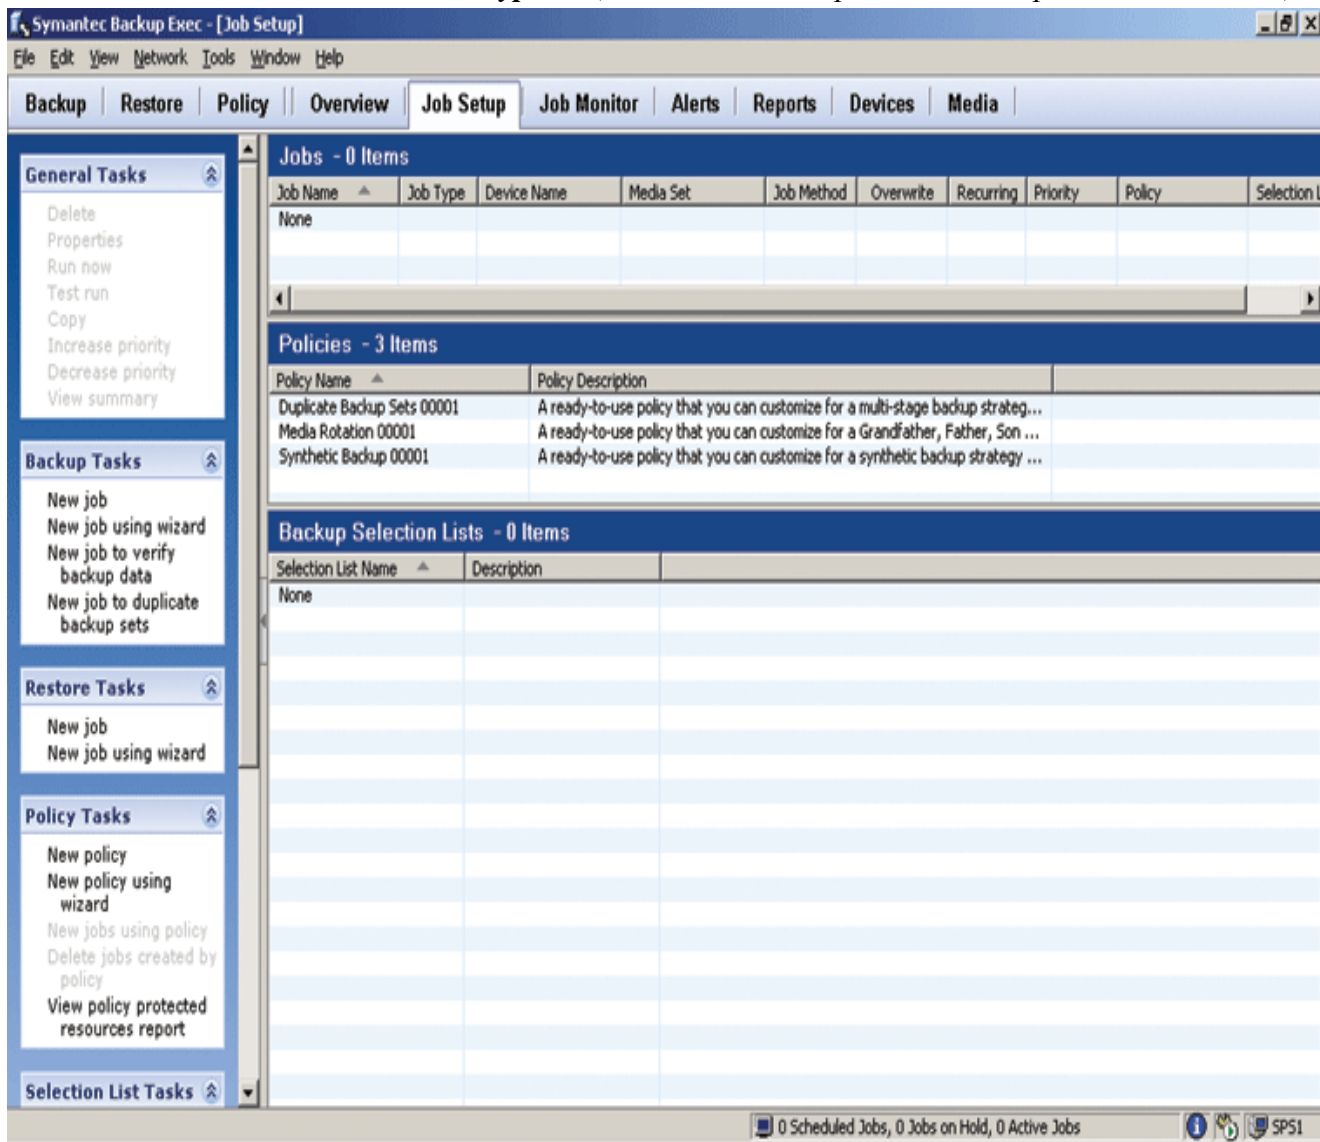 Symantec Backup Exec - [Job Setup]
File Edit View Network Tools Window Help
Backup Restore Policy Overview Job Setup Job Monitor Alerts Reports Devices Media
General Tasks
Delete
Properties
Run now
Test run
Copy
Increase priority
Decrease priority
View summary
Backup Tasks
New job
New job using wizard
New job to verify
backup data
New job to duplicate
backup sets
Restore Tasks
New job
New job using wizard
Policy Tasks
New policy
New policy using
wizard
New jobs using policy
Delete jobs created by
policy
View policy protected
resources report
Selection List Tasks
Jobs - 0 Items
Job Name Job Type Device Name Media Set Job Method Overwrite Recurring Priority Policy Selection L
None
Policies - 3 Items
Policy Name Policy Description
Duplicate Backup Sets 00001 A ready-to-use policy that you can customize for a multi-stage backup strateg...
Media Rotation 00001 A ready-to-use policy that you can customize for a Grandfather, Father, Son ...
Synthetic Backup 00001 A ready-to-use policy that you can customize for a synthetic backup strategy ...
Backup Selection Lists - 0 Items
Selection List Name Description
None
0 Scheduled Jobs, 0 Jobs on Hold, 0 Active Jobs SPS1